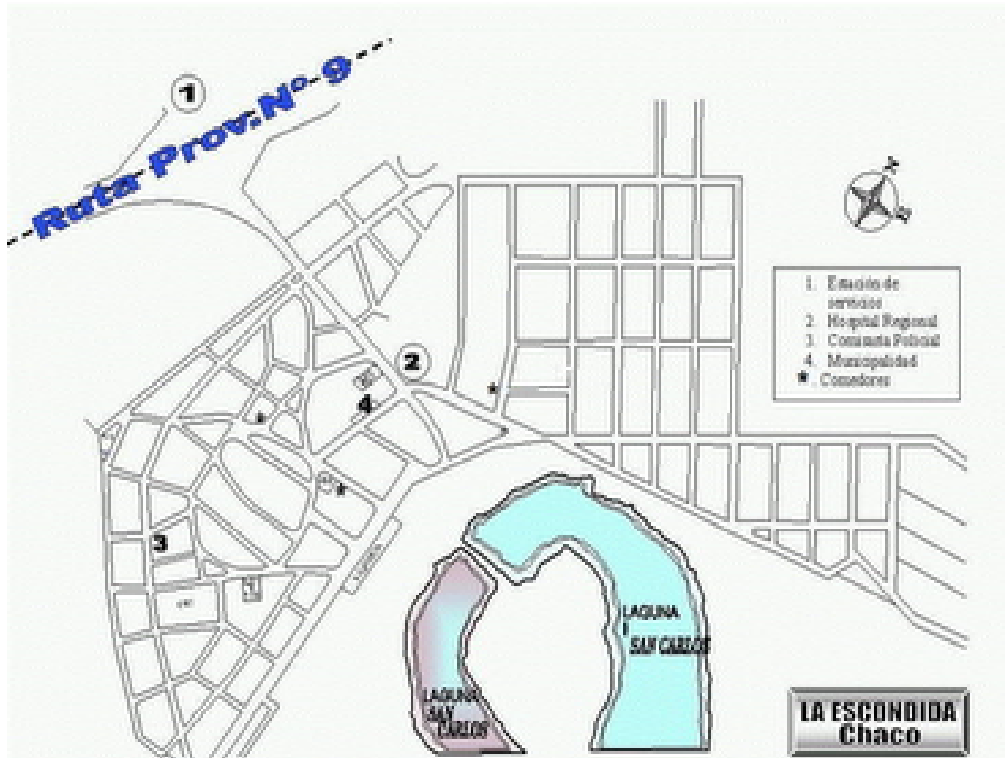 1
Ruta Prov. Nº 9
N
1. Estación de
servicios
2. Hospital Regional
3. Comisaría Policial
4. Municipalidad
* Comedores
2
4
3
LAGUNA
SAN CARLOS
LAGUNA
SAN
CARLOS
LA ESCONDIDA
Chaco